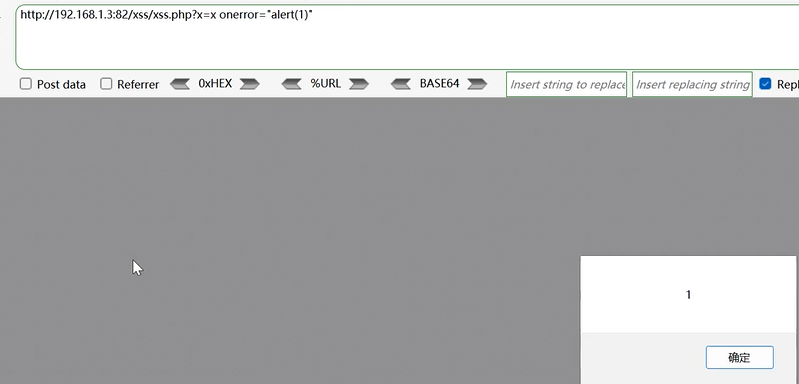 http://192.168.1.3:82/xss/xss.php?x=x onerror="alert(1)"
Post data Referrer 0xHEX %URL BASE64 Insert string to replace Insert replacing string Repl
1
确定